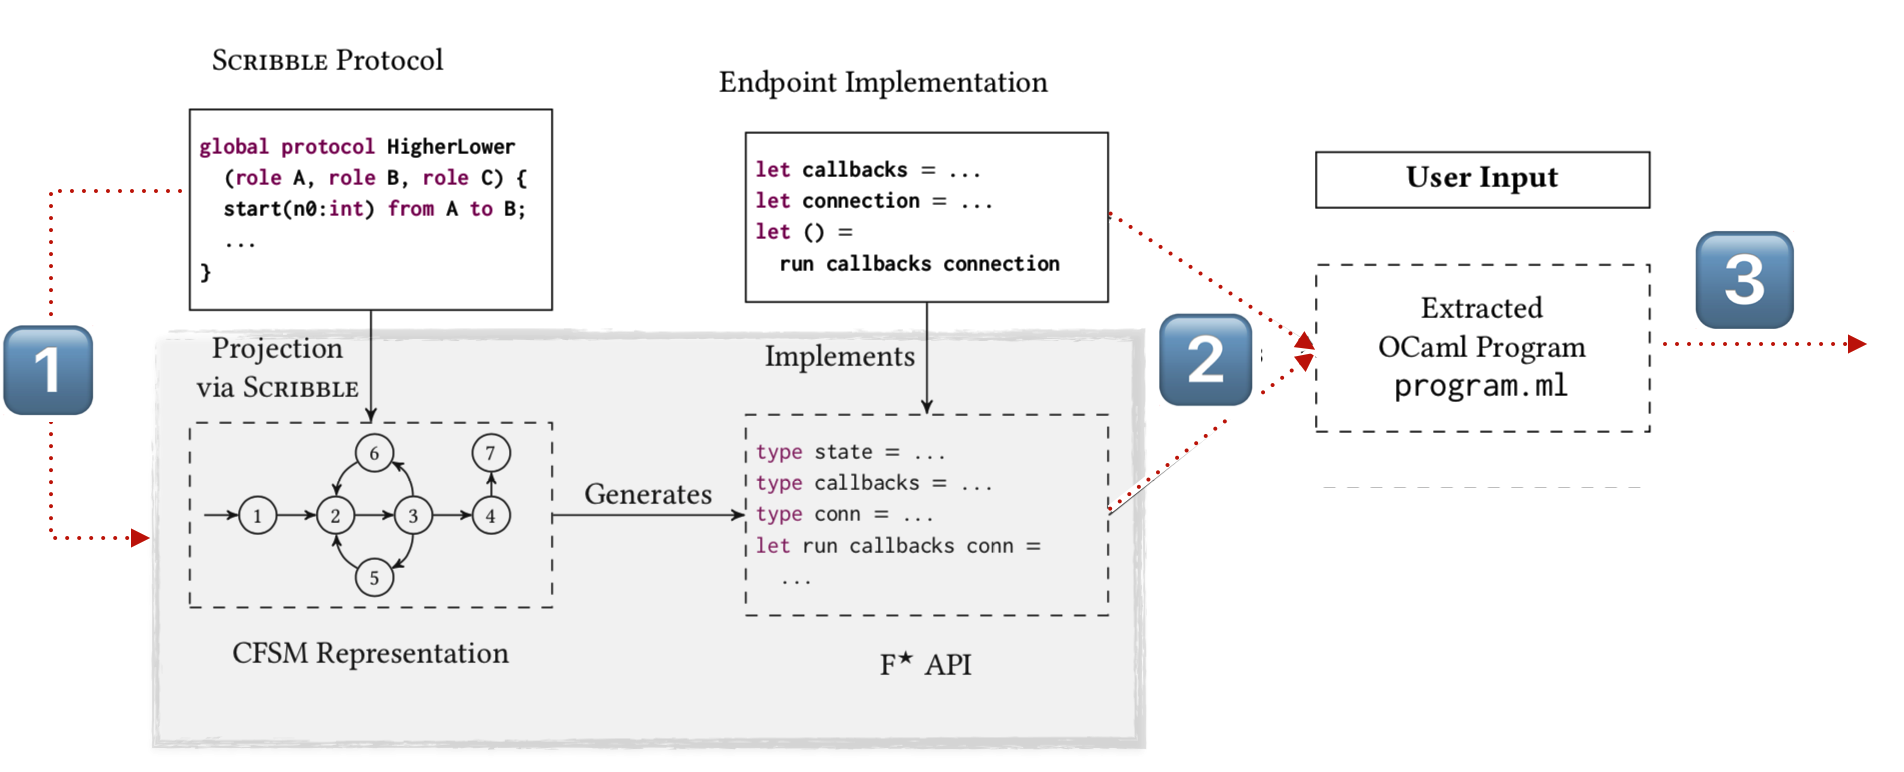 SCRIBBLE Protocol
global protocol HigherLower
(role A, role B, role C) {
start(n0:int) from A to B;
...
}
Endpoint Implementation
let callbacks = ...
let connection = ...
let () =
run callbacks connection
User Input
Extracted
OCaml Program
program.ml
1
2
3
Projection
via SCRIBBLE
Implements
6
7
1
2
3
4
5
CFSM Representation
Generates
type state = ...
type callbacks = ...
type conn = ...
let run callbacks conn =
...
F★ API